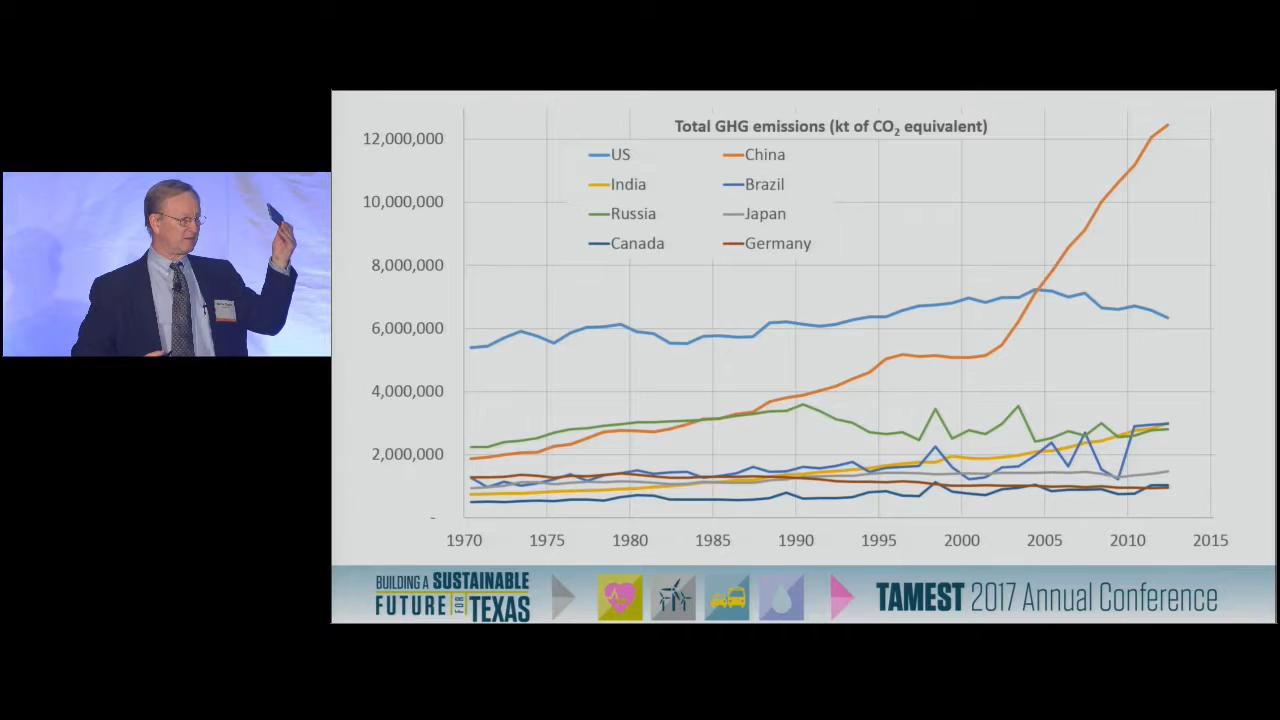 Total GHG emissions (kt of CO2 equivalent)
US
China
India
Brazil
Russia
Japan
Canada
Germany
12,000,000
10,000,000
8,000,000
6,000,000
4,000,000
2,000,000
-
1970 1975 1980 1985 1990 1995 2000 2005 2010 2015
BUILDING A SUSTAINABLE
FUTURE FOR TEXAS
TAMEST 2017 Annual Conference